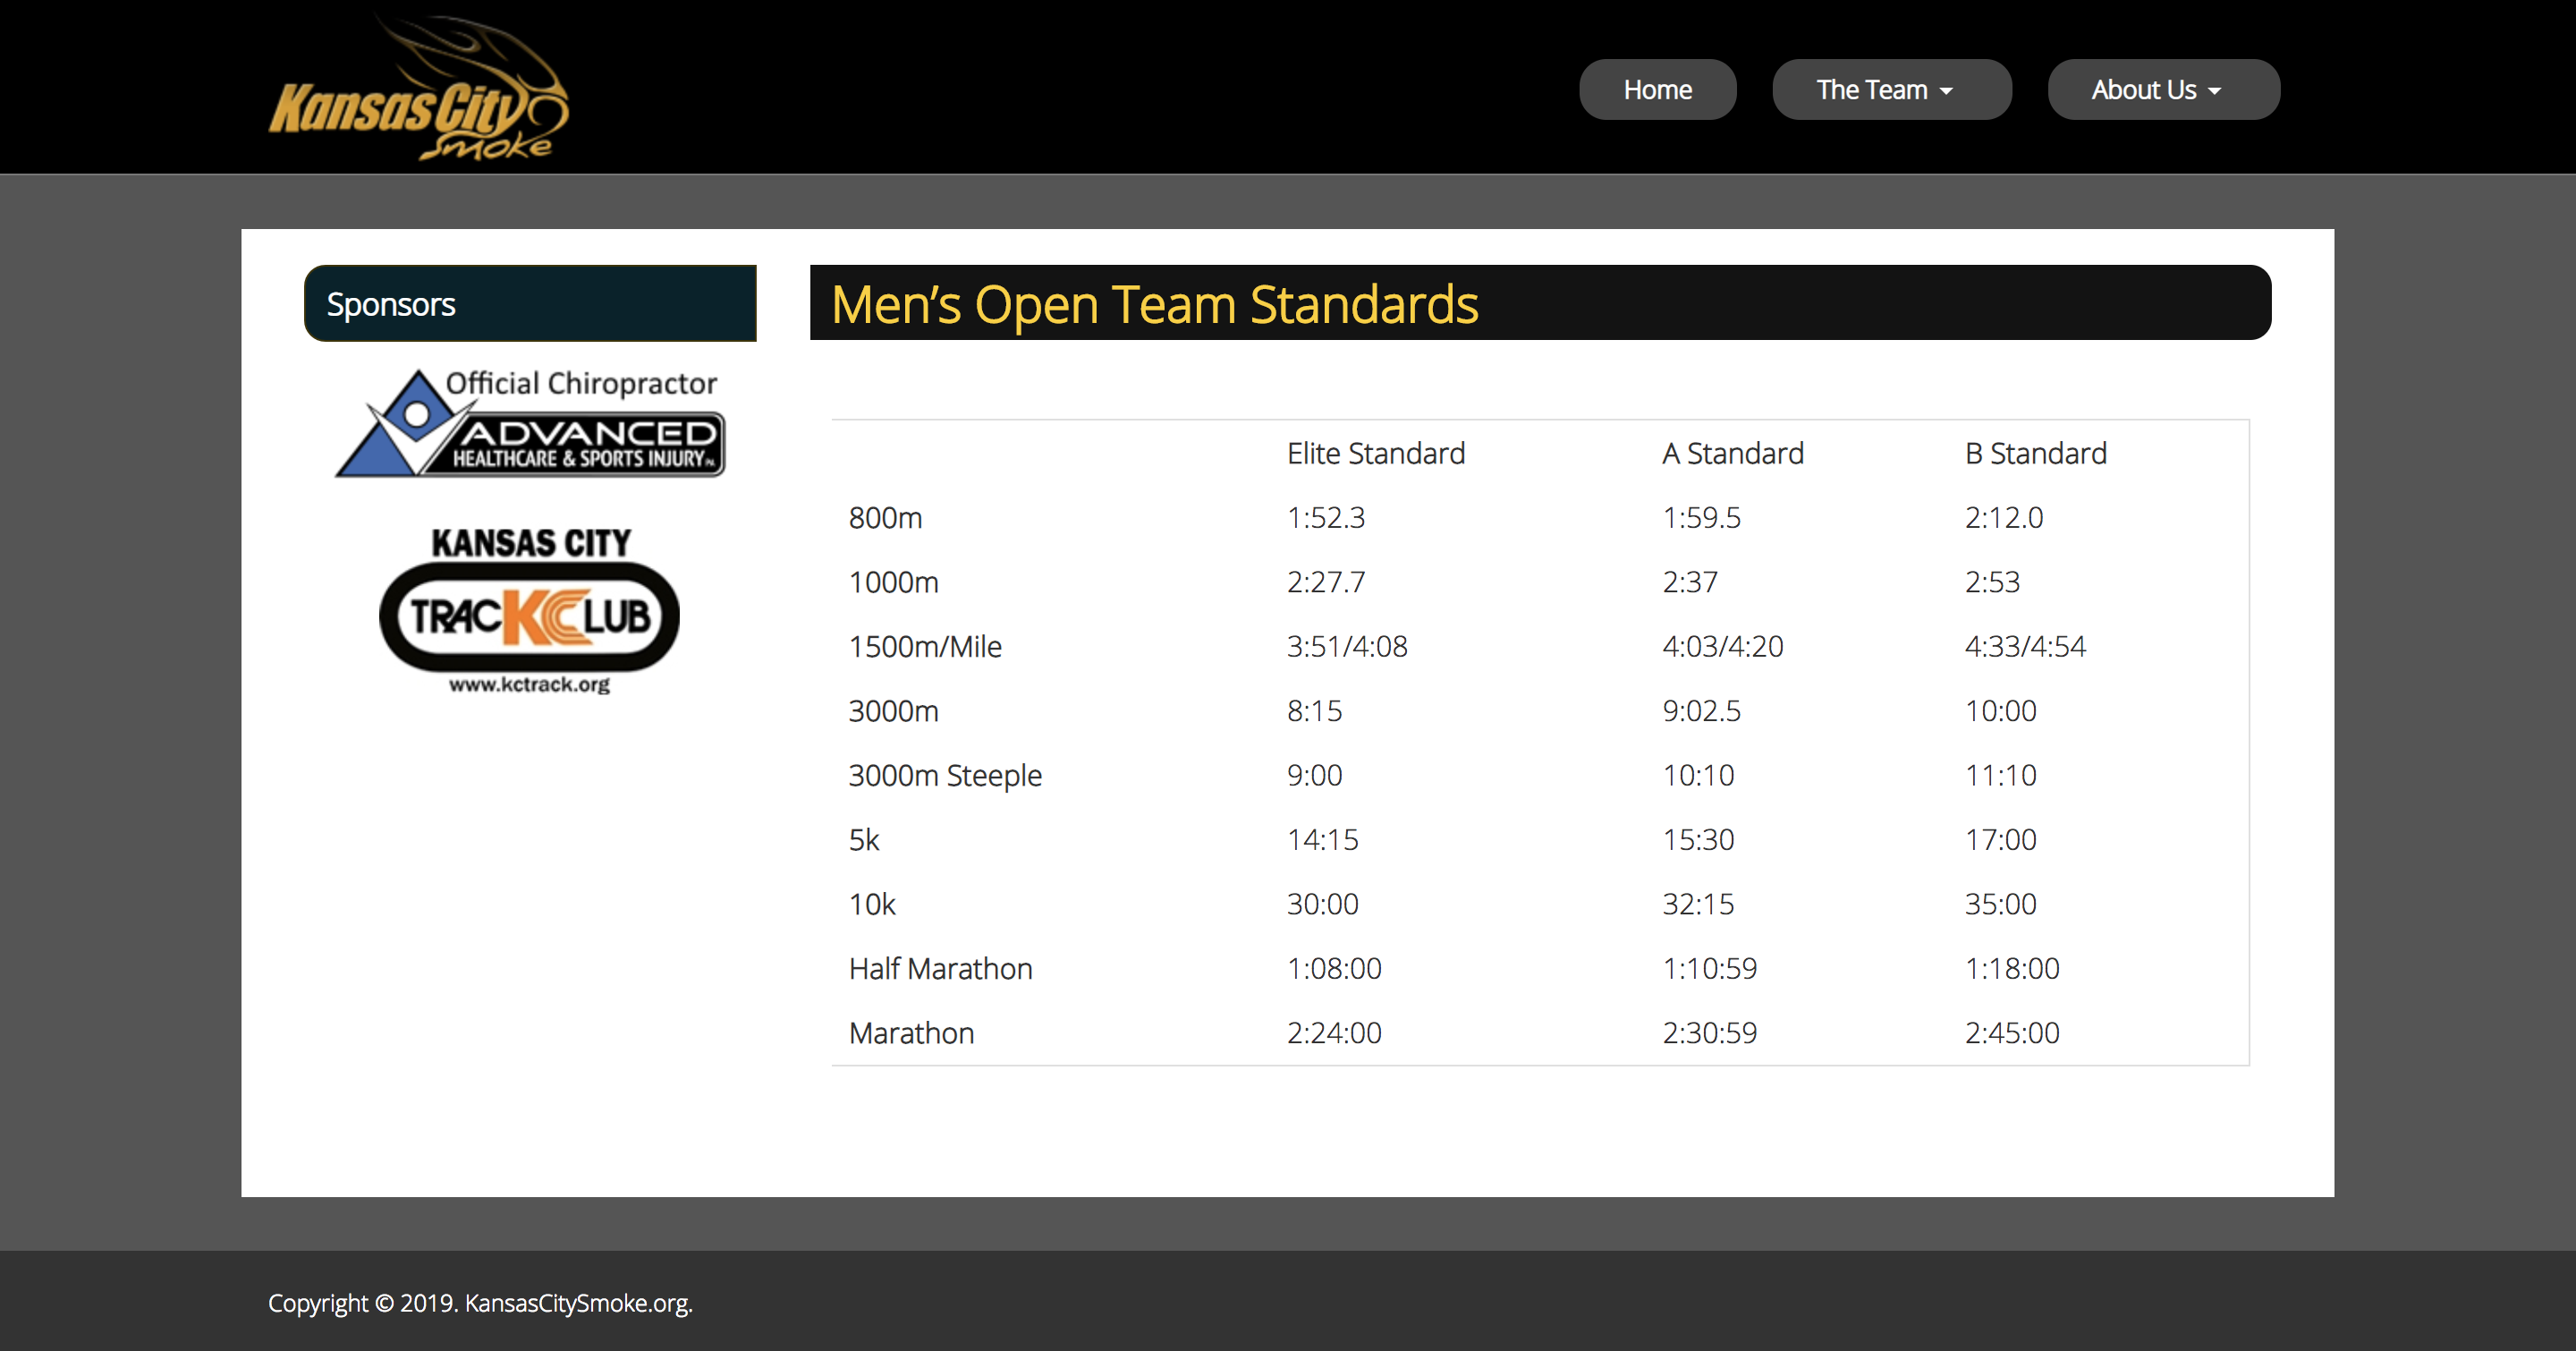 Kansas City
Smoke
Home
The Team
About Us
Sponsors
Official Chiropractor
ADVANCED
HEALTHCARE & SPORTS INJURY
KANSAS CITY
TRACKCLUB
www.kctrack.org
Men’s Open Team Standards
Elite Standard A Standard B Standard
800m 1:52.3 1:59.5 2:12.0
1000m 2:27.7 2:37 2:53
1500m/Mile 3:51/4:08 4:03/4:20 4:33/4:54
3000m 8:15 9:02.5 10:00
3000m Steeple 9:00 10:10 11:10
5k 14:15 15:30 17:00
10k 30:00 32:15 35:00
Half Marathon 1:08:00 1:10:59 1:18:00
Marathon 2:24:00 2:30:59 2:45:00
Copyright © 2019. KansasCitySmoke.org.